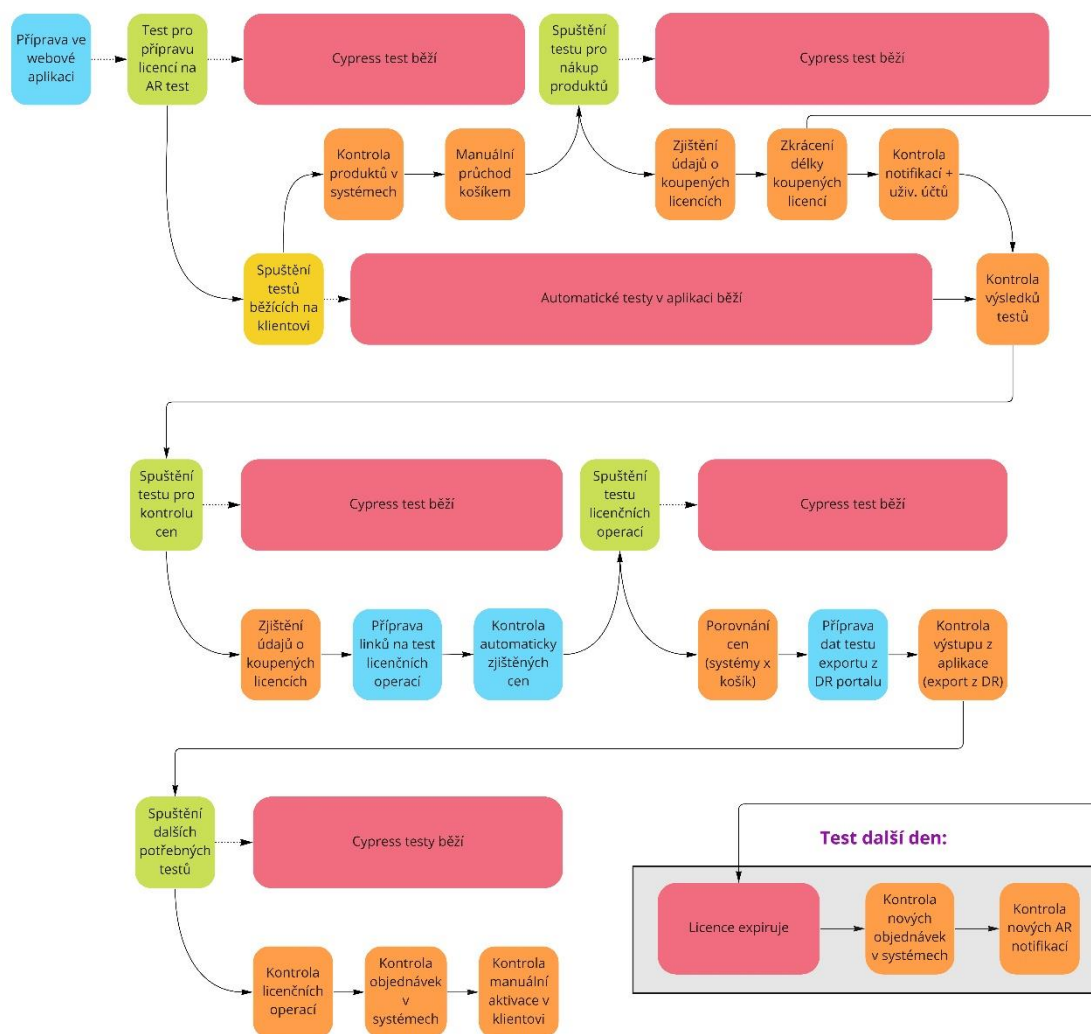 Příprava ve
webové
aplikaci
Test pro
přípravu
licencí na
AR test
Cypress test běží
Spuštění
testu pro
nákup
produktů
Cypress test běží
Kontrola
produktů v
systémech
Manuální
průchod
košíkem
Zjištění
údajů o
koupených
licencích
Zkrácení
délky
koupených
licencí
Kontrola
notifikací +
uživ. účtů
Spuštění
testů
běžících na
klientovi
Automatické testy v aplikaci běží
Kontrola
výsledků
testů
Spuštění
testu pro
kontrolu
cen
Cypress test běží
Spuštění
testu
licenčních
operací
Cypress test běží
Zjištění
údajů o
koupených
licencích
Příprava
linků na test
licenčních
operací
Kontrola
automaticky
zjištěných
cen
Porovnání
cen
(systémy x
košík)
Příprava
dat testu
exportu z
DR portalu
Kontrola
výstupu z
aplikace
(export z DR)
Spuštění
dalších
potřebných
testů
Cypress testy běží
Kontrola
licenčních
operací
Kontrola
objednávek
v
systémech
Kontrola
manuální
aktivace v
klientovi
Test další den:
Licence expiruje
Kontrola
nových
objednávek
v systémech
Kontrola
nových AR
notifikací